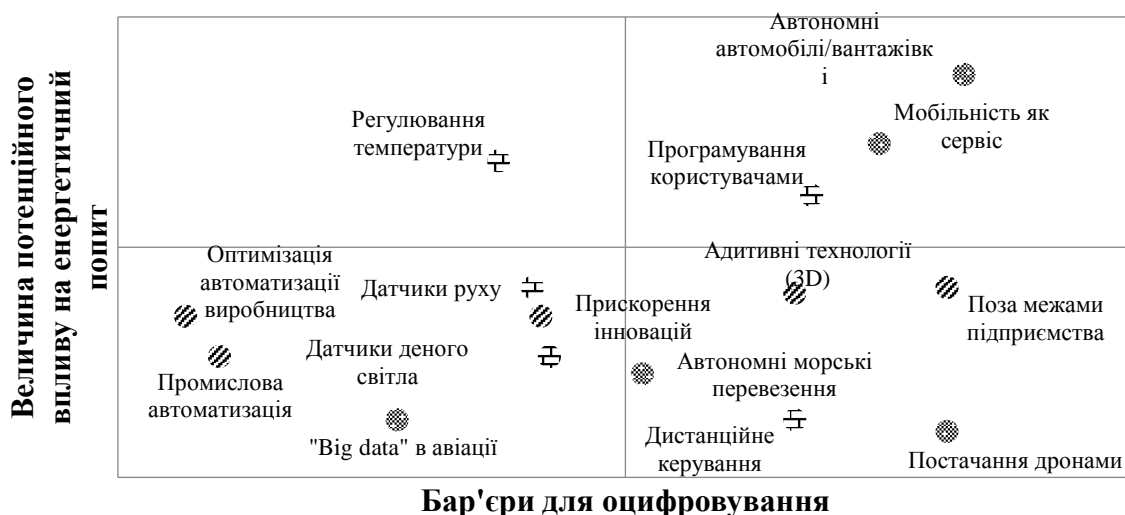 Величина потенційного
впливу на енергетичний
попит
Автономні
автомобілі/вантажівк
і
Мобільність як
сервіс
Регулювання
температури
Програмування
користувачами
Оптимізація
автоматизації
виробництва
Датчики руху
Адитивні технології
(3D)
Прискорення
інновацій
Поза межами
підприємства
Датчики деного
світла
Промислова
автоматизація
Автономні морські
перевезення
"Big data" в авіації
Дистанційне
керування
Постачання дронами
Бар'єри для оцифровування